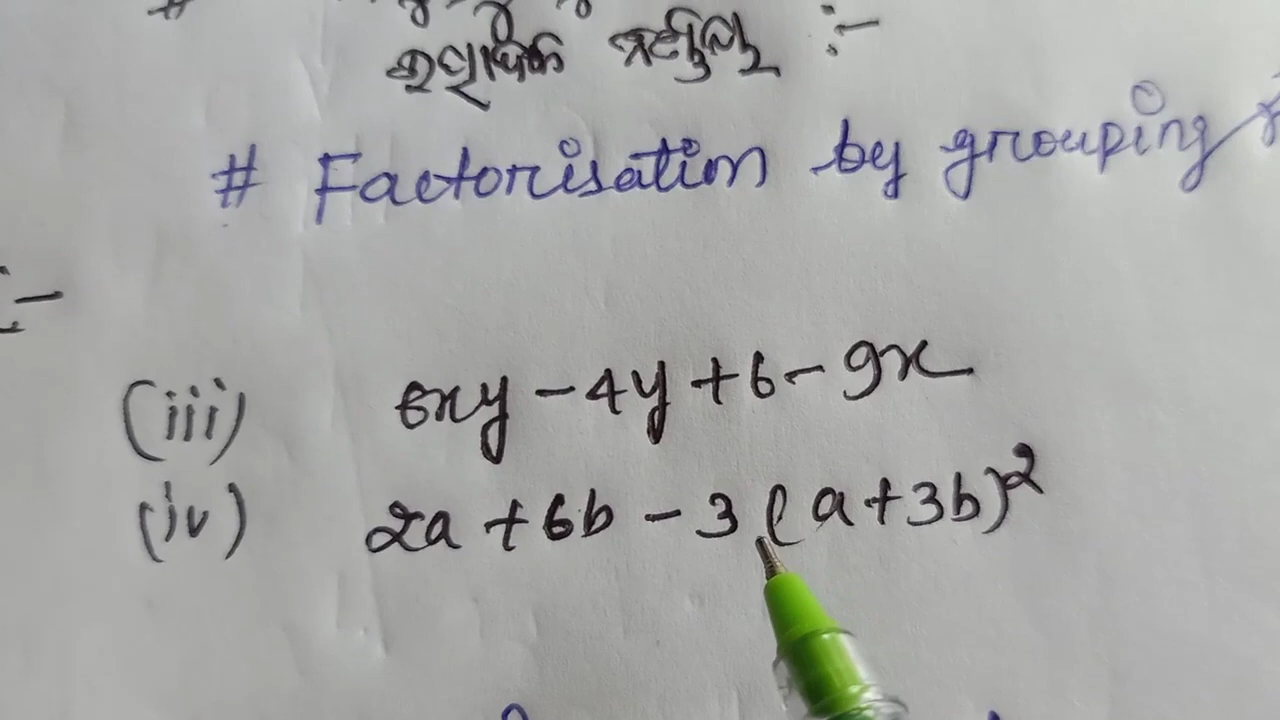 :-
# Factorisation by grouping
:-
(iii) 6xy - 4y + 6 - 9x
(iv) 2a + 6b - 3(a + 3b)²